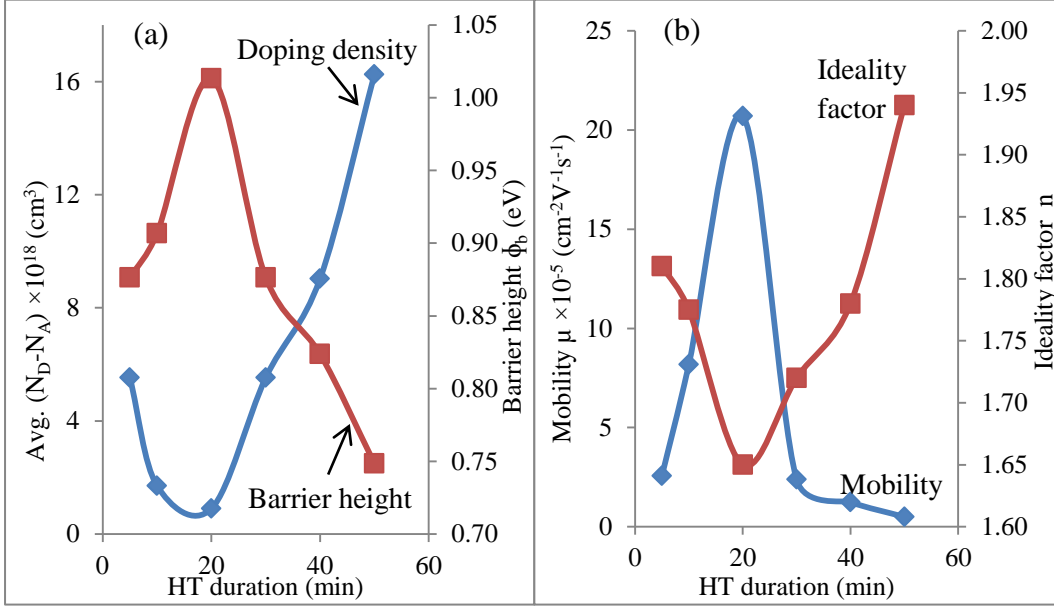 (a)
Doping density
Barrier height
Avg. (N_D-N_A) ×10^18 (cm^3)
16
12
8
4
0
1.05
1.00
0.95
0.90
0.85
0.80
0.75
0.70
Barrier height ϕ_b (eV)
0
20
40
60
HT duration (min)
(b)
Ideality
factor
Mobility
Mobility µ ×10^-5 (cm^-2V^-1s^-1)
25
20
15
10
5
0
2.00
1.95
1.90
1.85
1.80
1.75
1.70
1.65
1.60
Ideality factor n
0
20
40
60
HT duration (min)